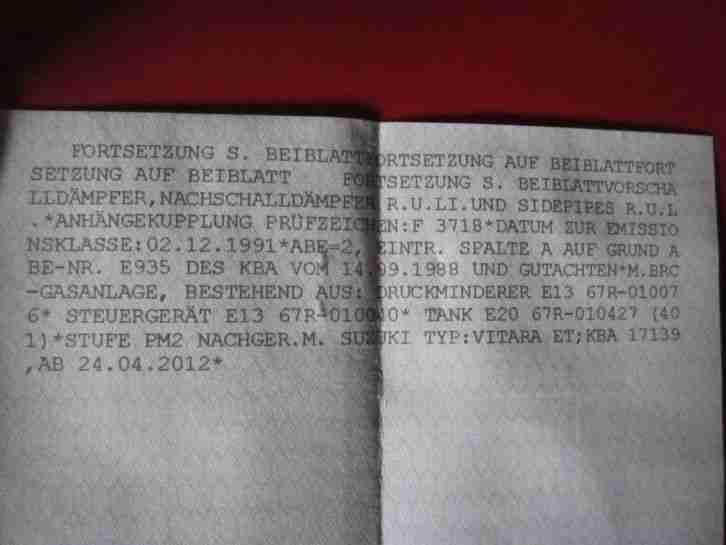 FORTSETZUNG S. BEIBLATTFORTSETZUNG AUF BEIBLATTFORT
SETZUNG AUF BEIBLATT FORTSETZUNG S. BEIBLATTVORSCHA
LLDÄMPFER,NACHSCHALLDÄMPFER R.U.LI.UND SIDEPIPES R.U.L
.*ANHÄNGEKUPPLUNG PRÜFZEICHEN:F 3718*DATUM ZUR EMISSIO
NSKLASSE:02.12.1991*ABE=2, EINTR. SPALTE A AUF GRUND A
BE-NR. E935 DES KBA VOM 14.09.1988 UND GUTACHTEN*M.BRC
-GASANLAGE, BESTEHEND AUS: DRUCKMINDERER E13 67R-01007
6* STEUERGERÄT E13 67R-010040* TANK E20 67R-010427 (40
1)*STUFE PM2 NACHGER.M. SUZUKI TYP:VITARA ET;KBA 17139
,AB 24.04.2012*